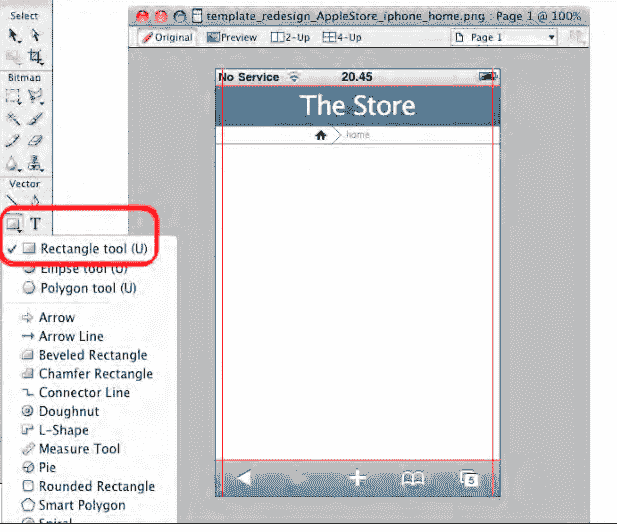 Select
template_redesign_AppleStore_iphone_home.png : Page 1 @ 100%
Original Preview 2-Up 4-Up Page 1
Bitmap
No Service 20.45
The Store
home
Vector
T
Rectangle tool (U)
Ellipse tool (U)
Polygon tool (U)
Arrow
Arrow Line
Beveled Rectangle
Chamfer Rectangle
Connector Line
Doughnut
L-Shape
Measure Tool
Pie
Rounded Rectangle
Smart Polygon
Spiral
5